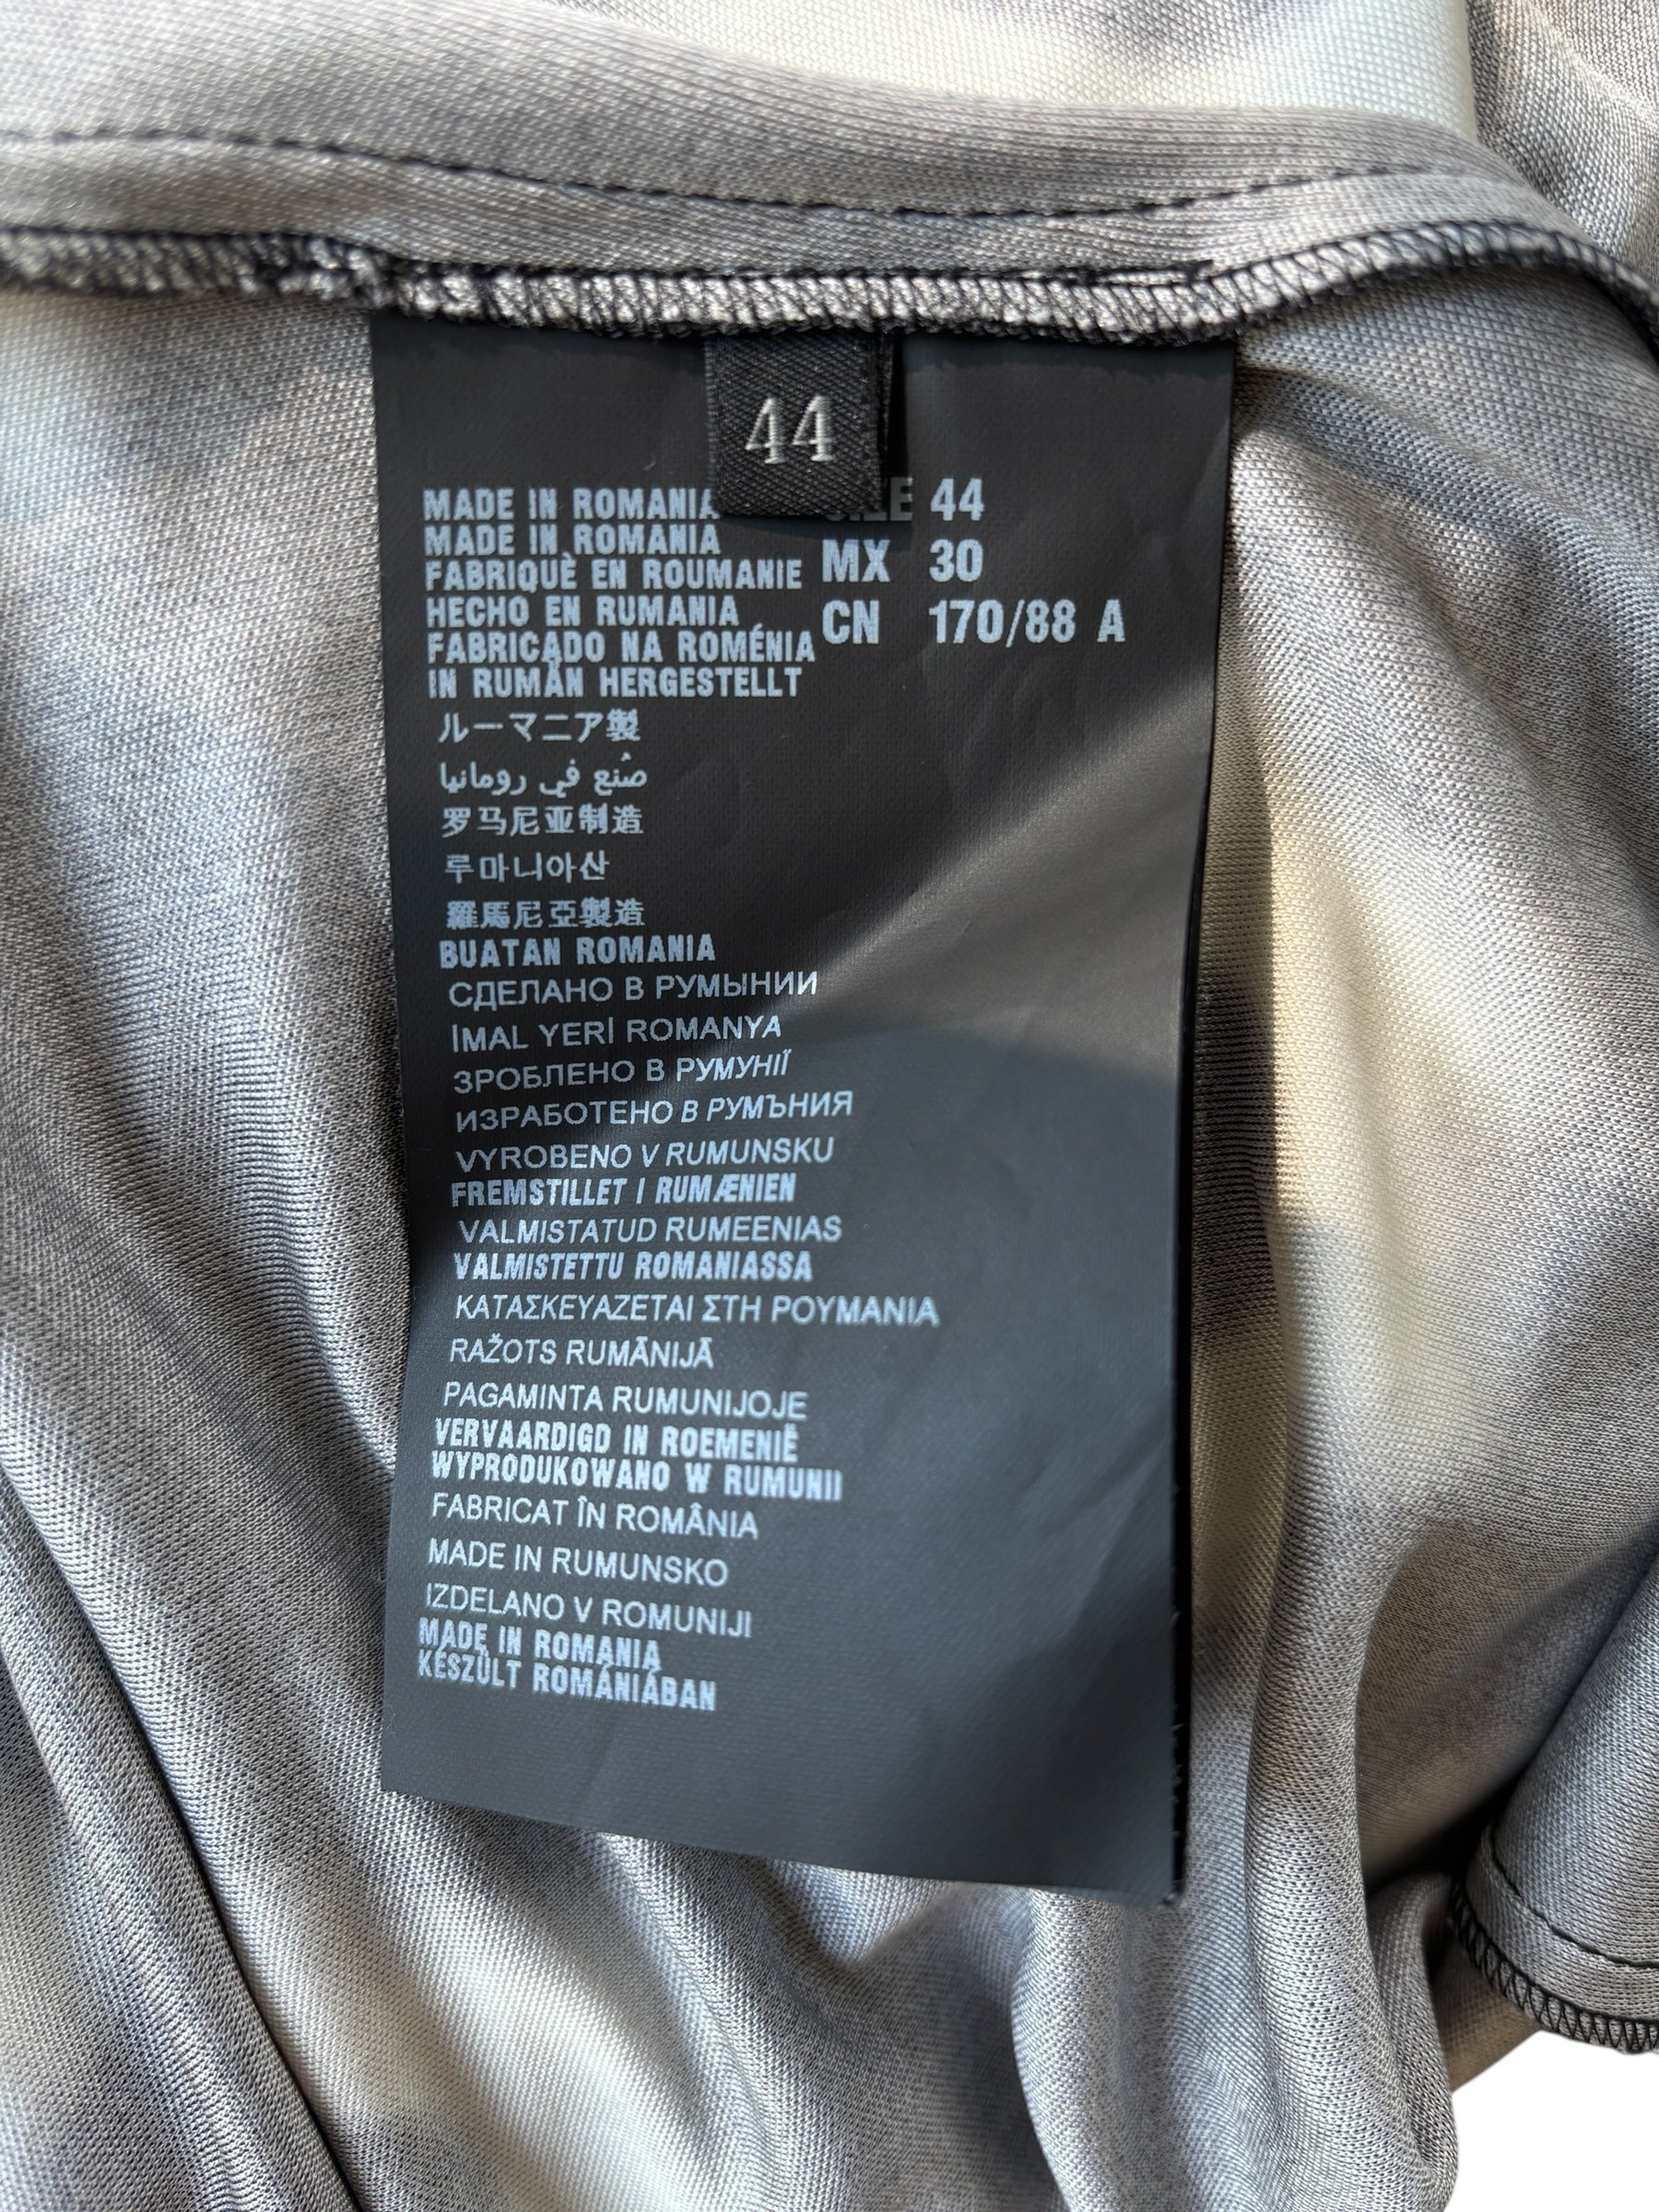 44
MADE IN ROMANIA
MADE IN ROMANIA
FABRIQUÈ EN ROUMANIE
HECHO EN RUMANIA
FABRICADO NA ROMÉNIA
IN RUMÄN HERGESTELLT
ルーマニア製
صُنع في رومانيا
罗马尼亚制造
루마니아산
羅馬尼亞製造
BUATAN ROMANIA
СДЕЛАНО В РУМЫНИИ
İMAL YERİ ROMANYA
ЗРОБЛЕНО В РУМУНІЇ
ИЗРАБОТЕНО В РУМЪНИЯ
VYROBENO V RUMUNSKU
FREMSTILLET I RUMÆNIEN
VALMISTATUD RUMEENIAS
VALMISTETTU ROMANIASSA
ΚΑΤΑΣΚΕΥΑΖΕΤΑΙ ΣΤΗ ΡΟΥΜΑΝΙΑ
RAŽOTS RUMĀNIJĀ
PAGAMINTA RUMUNIJOJE
VERVAARDIGD IN ROEMENIË
WYPRODUKOWANO W RUMUNII
FABRICAT ÎN ROMÂNIA
MADE IN RUMUNSKO
IZDELANO V ROMUNIJI
MADE IN ROMANIA
KÉSZÜLT ROMÁNIÁBAN
44
MX 30
CN 170/88 A